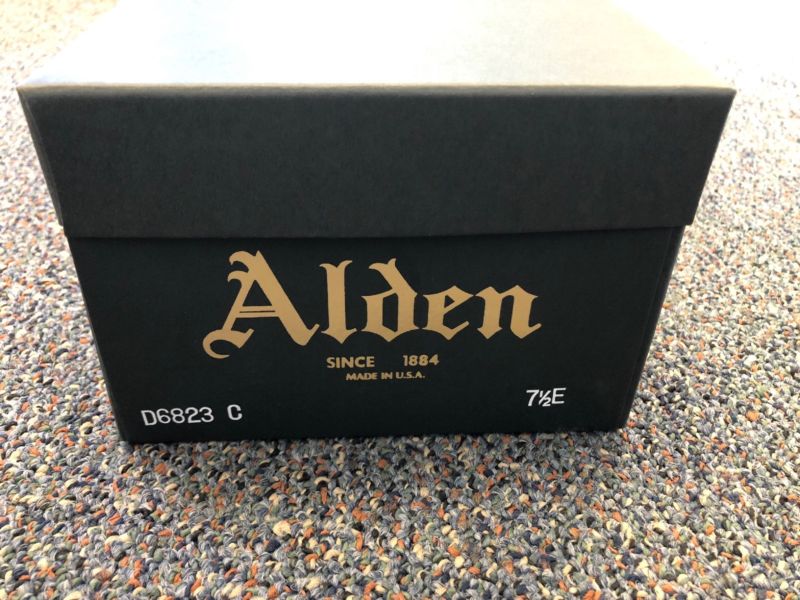 Alden
SINCE 1884
MADE IN U.S.A.
D6823 C
7½E